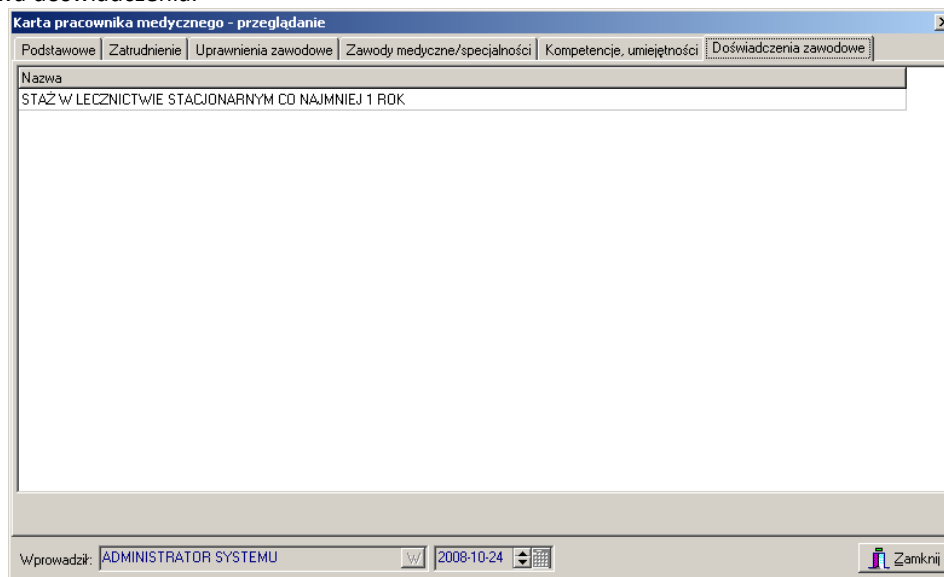 doświadczenia.
Karta pracownika medycznego - przeglądanie
Podstawowe Zatrudnienie Uprawnienia zawodowe Zawody medyczne/specjalności Kompetencje, umiejętności Doświadczenia zawodowe
Nazwa
STAŻ W LECZNICTWIE STACJONARNYM CO NAJMNIEJ 1 ROK
Wprowadził: ADMINISTRATOR SYSTEMU W 2008-10-24 Zamknij